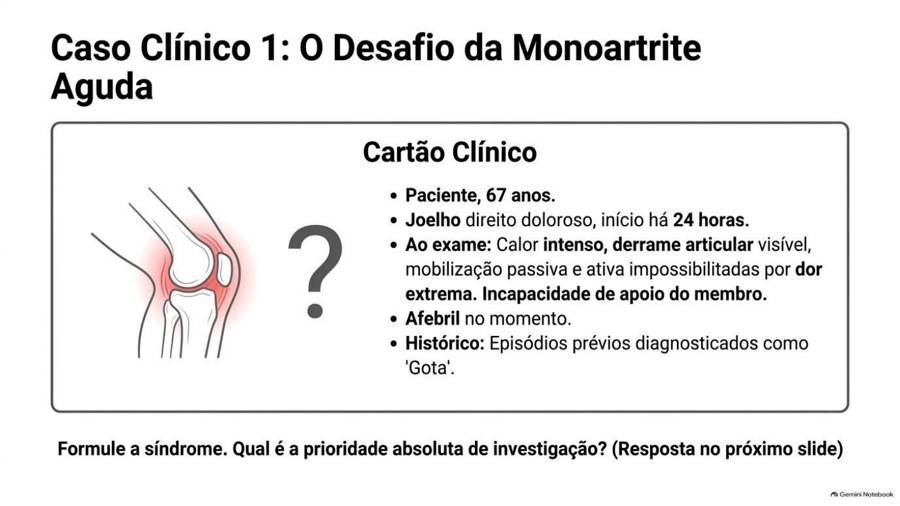 Caso Clínico 1: O Desafio da Monoartrite
Aguda
Cartão Clínico
?
• Paciente, 67 anos.
• Joelho direito doloroso, início há 24 horas.
• Ao exame: Calor intenso, derrame articular visível,
mobilização passiva e ativa impossibilitadas por dor
extrema. Incapacidade de apoio do membro.
• Afebril no momento.
• Histórico: Episódios prévios diagnosticados como
'Gota'.
Formule a síndrome. Qual é a prioridade absoluta de investigação? (Resposta no próximo slide)
Gemini Notebook